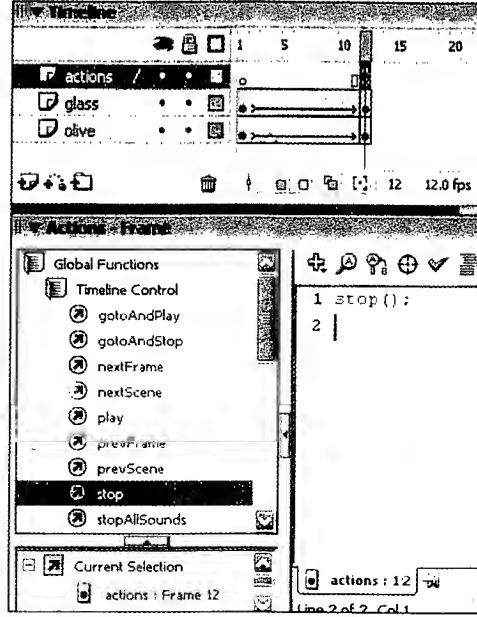 Timeline
1 5 10 15 20
actions
glass
olive
12 12.0 fps
Actions - Frame
Global Functions
Timeline Control
gotoAndPlay
gotoAndStop
nextFrame
nextScene
play
prevFrame
prevScene
stop
stopAllSounds
Current Selection
actions : Frame 12
1 stop();
2
actions : 12
Line 2 of 2, Col 1